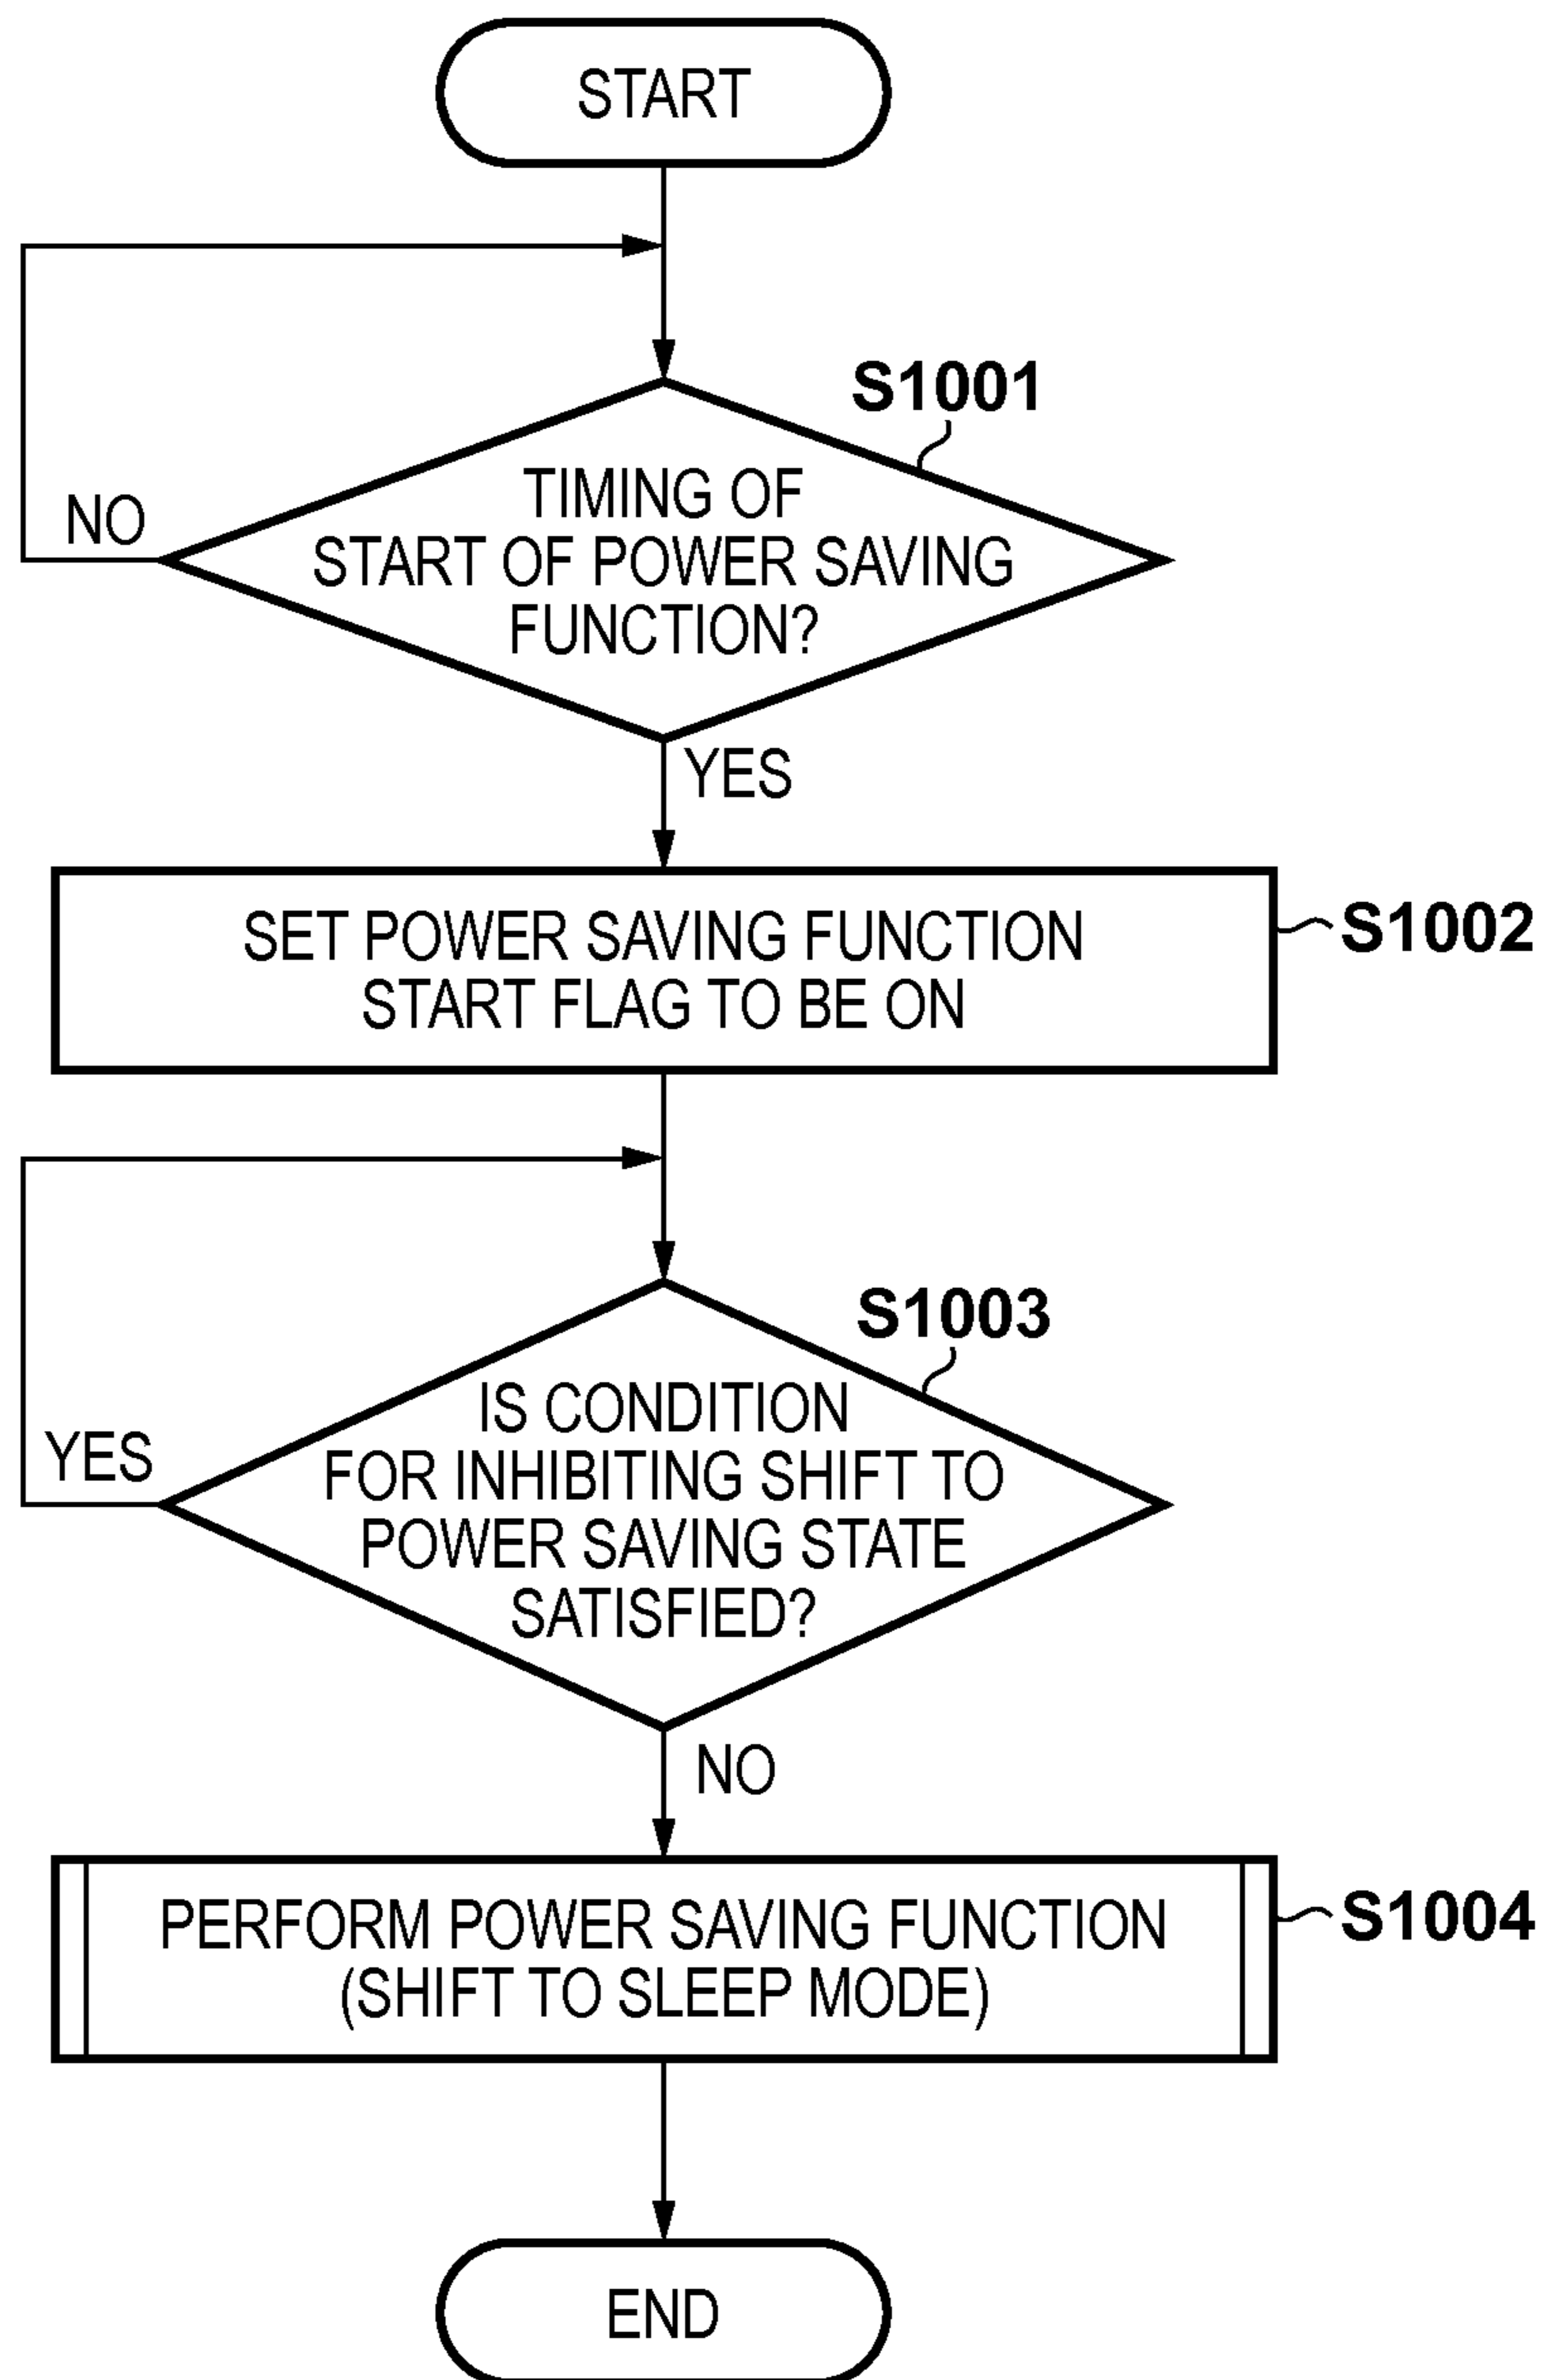 START
S1001
TIMING OF
START OF POWER SAVING
FUNCTION?
NO
YES
SET POWER SAVING FUNCTION
START FLAG TO BE ON
S1002
S1003
IS CONDITION
FOR INHIBITING SHIFT TO
POWER SAVING STATE
SATISFIED?
YES
NO
PERFORM POWER SAVING FUNCTION
(SHIFT TO SLEEP MODE)
S1004
END